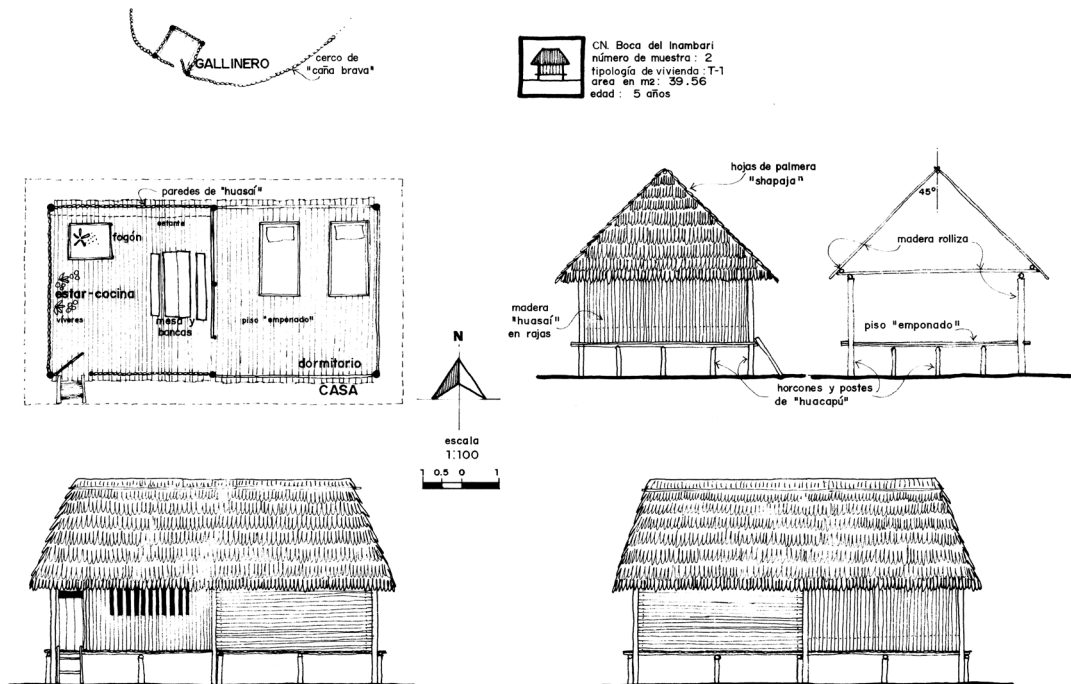 GALLINERO
cerco de
"caña brava"
CN. Boca del Inambari
número de muestra : 2
tipología de vivienda : T-1
area en m2: 39.56
edad : 5 años
paredes de "huasaí"
estante
fogón
estar-cocina
víveres
mesa y
bancas
piso "emponado"
dormitorio
CASA
hojas de palmera
"shapaja"
madera
"huasaí"
en rajas
45°
madera rolliza
piso "emponado"
horcones y postes
de "huacapú"
N
escala
1:100
1 0.5 0 1